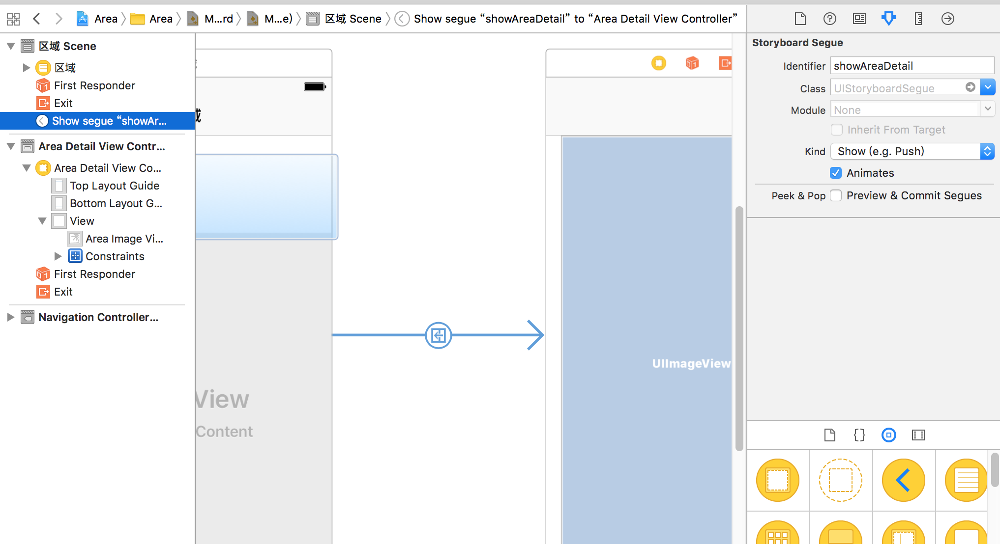 Area
Area
M...rd
M...e)
区域 Scene
Show segue “showAreaDetail” to “Area Detail View Controller”
区域 Scene
区域
First Responder
Exit
Show segue “showAr...
Area Detail View Contr...
Area Detail View Co...
Top Layout Guide
Bottom Layout G...
View
Area Image Vi...
Constraints
First Responder
Exit
Navigation Controller...
域
View
Content
UIImageView
Storyboard Segue
Identifier showAreaDetail
Class UIStoryboardSegue
Module None
Inherit From Target
Kind Show (e.g. Push)
Animates
Peek & Pop Preview & Commit Segues